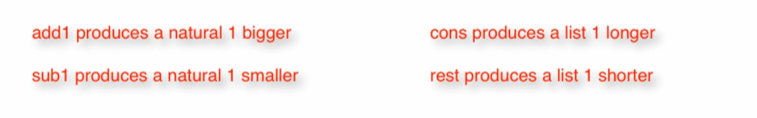 add1 produces a natural 1 bigger
sub1 produces a natural 1 smaller
cons produces a list 1 longer
rest produces a list 1 shorter